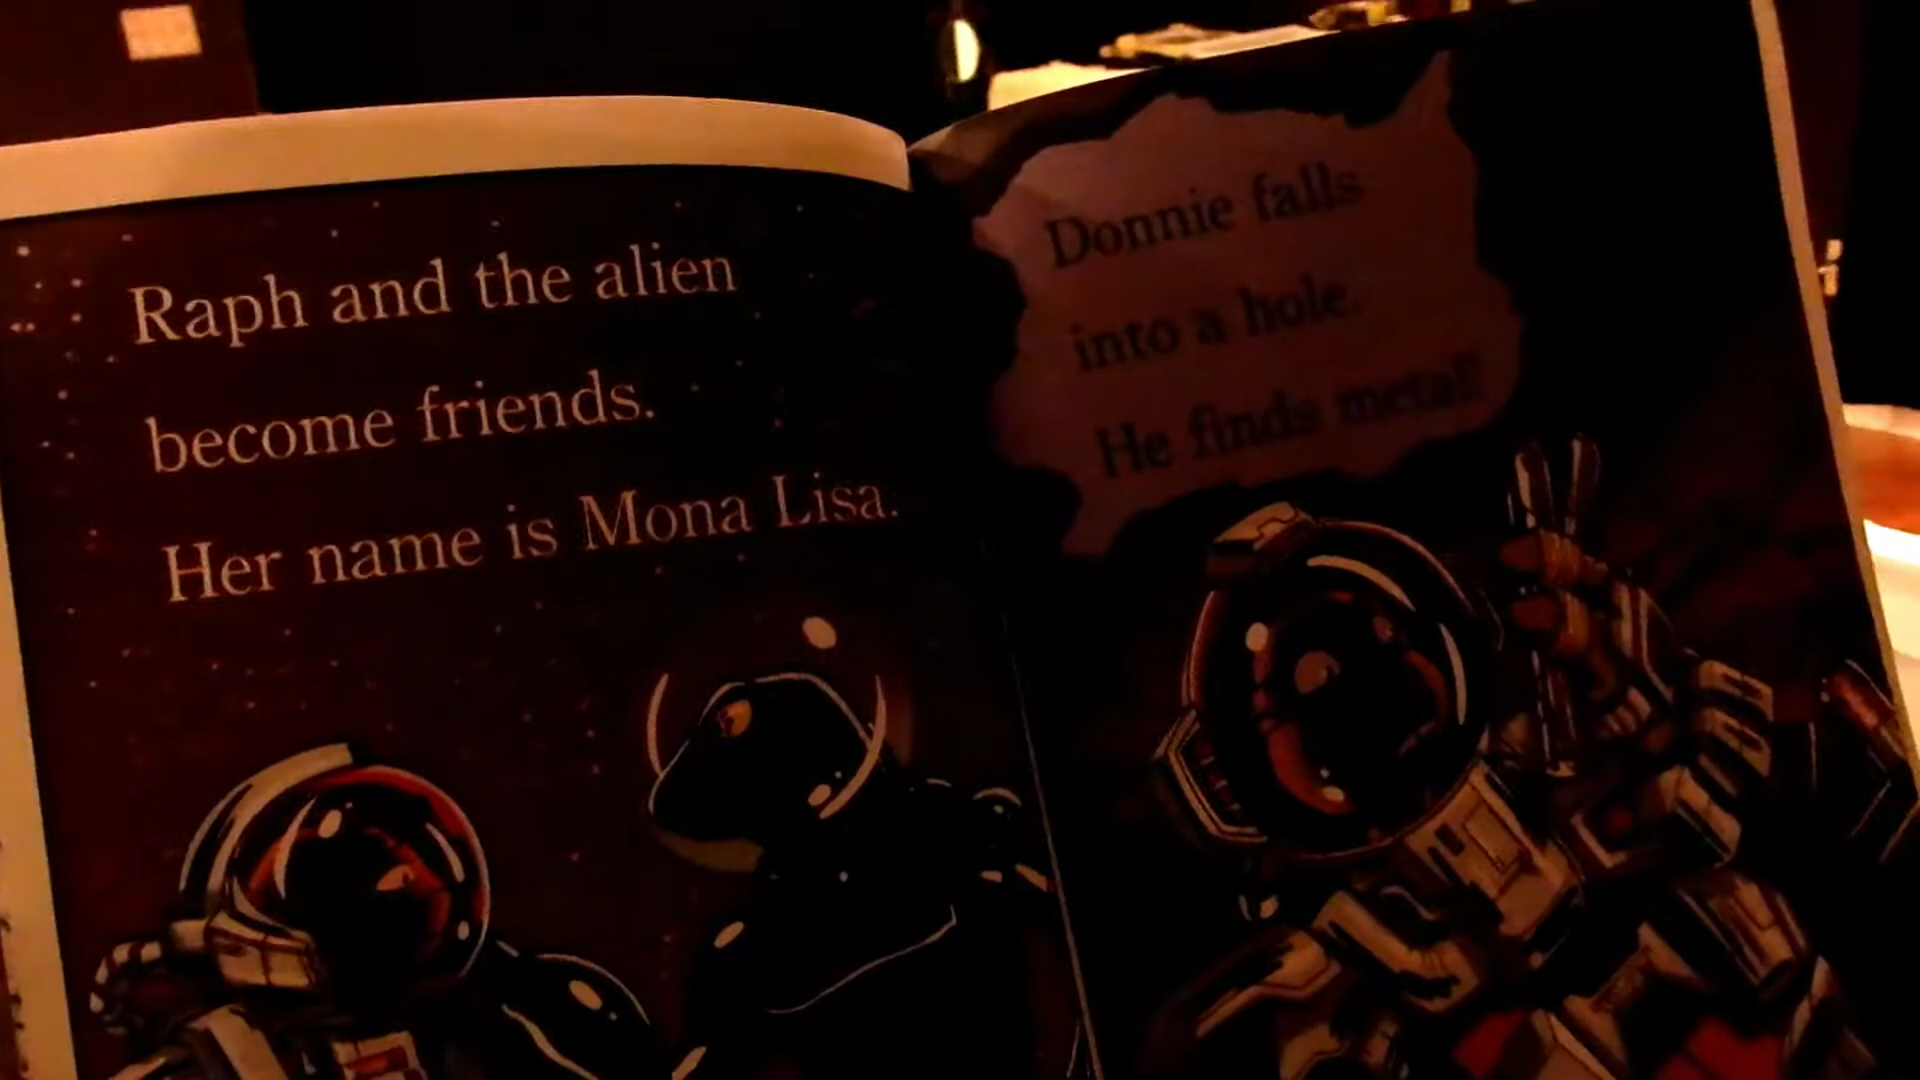 Raph and the alien
become friends.
Her name is Mona Lisa.
Donnie falls
into a hole.
He finds metal!